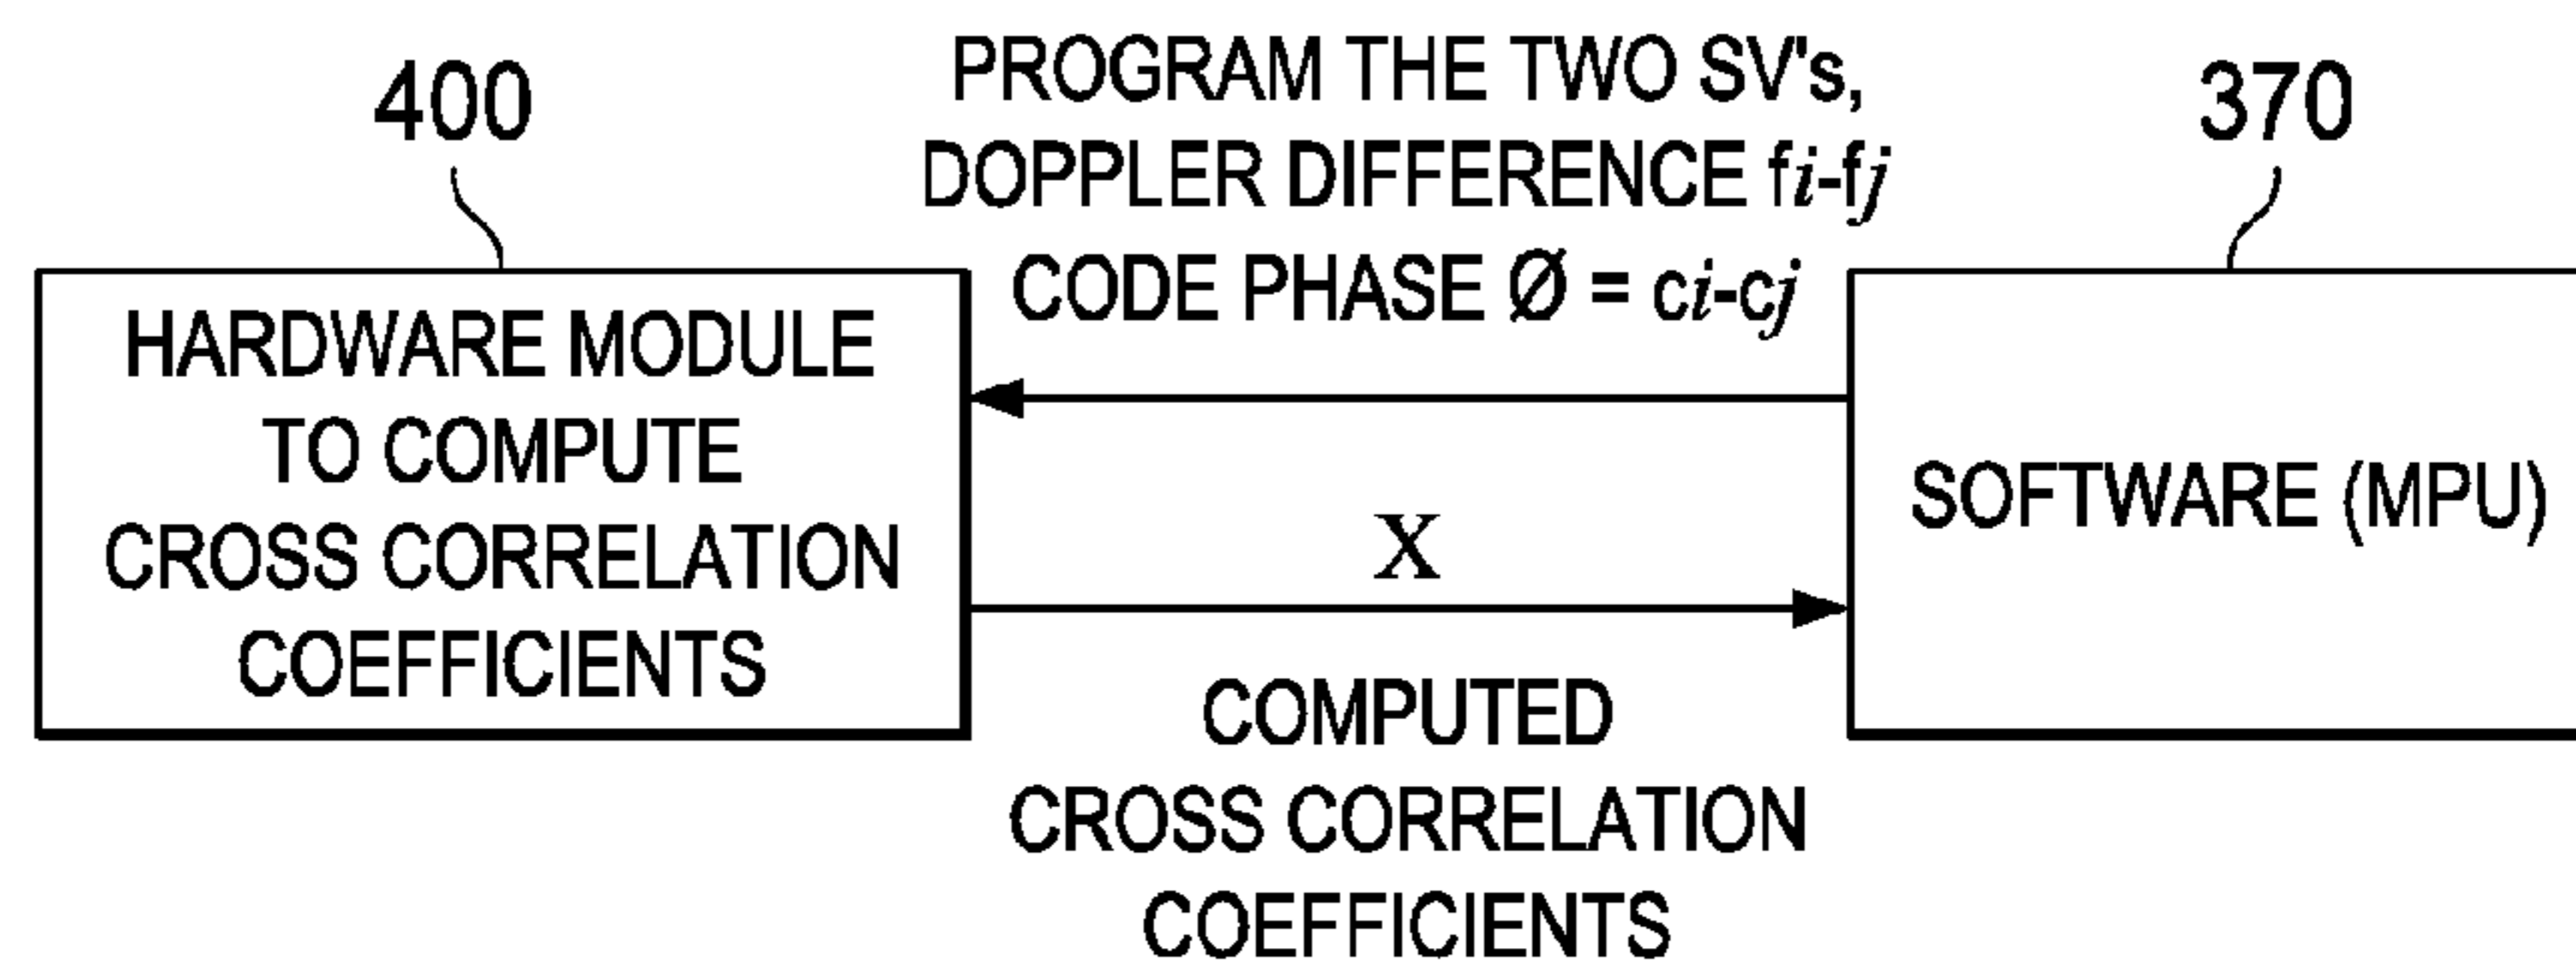 400
PROGRAM THE TWO SV's,
DOPPLER DIFFERENCE fi-fj
CODE PHASE Ø = ci-cj
370
HARDWARE MODULE
TO COMPUTE
CROSS CORRELATION
COEFFICIENTS
X
SOFTWARE (MPU)
COMPUTED
CROSS CORRELATION
COEFFICIENTS